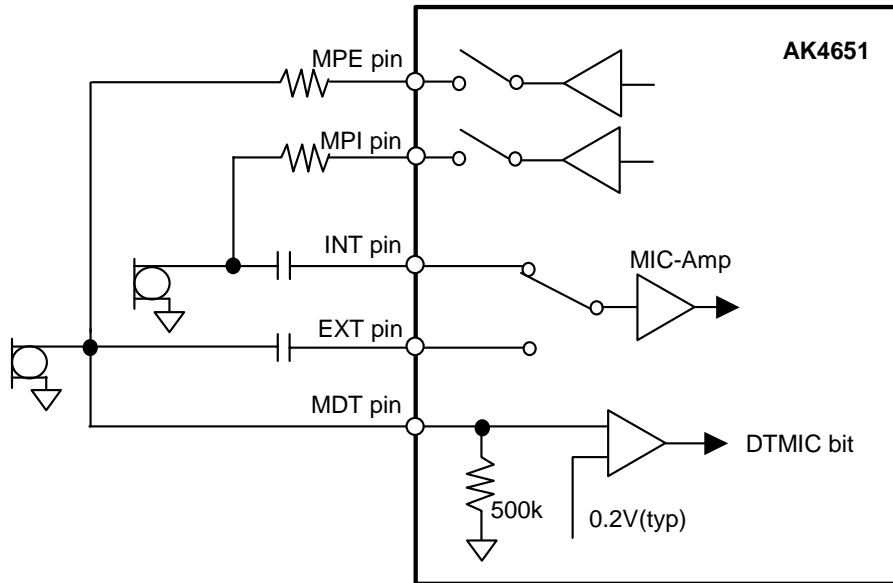 AK4651
MPE pin
MPI pin
INT pin
MIC-Amp
EXT pin
MDT pin
DTMIC bit
500k
0.2V(typ)